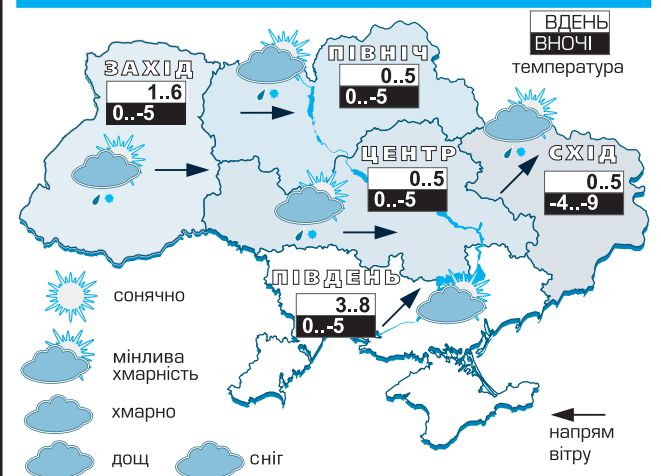 ВДЕНЬ
ВНОЧІ
температура
ПІВНІЧ
0..5
0..-5
ЗАХІД
1..6
0..-5
ЦЕНТР
0..5
0..-5
СХІД
0..5
-4..-9
ПІВДЕНЬ
3..8
0..-5
сонячно
мінлива
хмарність
хмарно
дощ
сніг
напрям
вітру